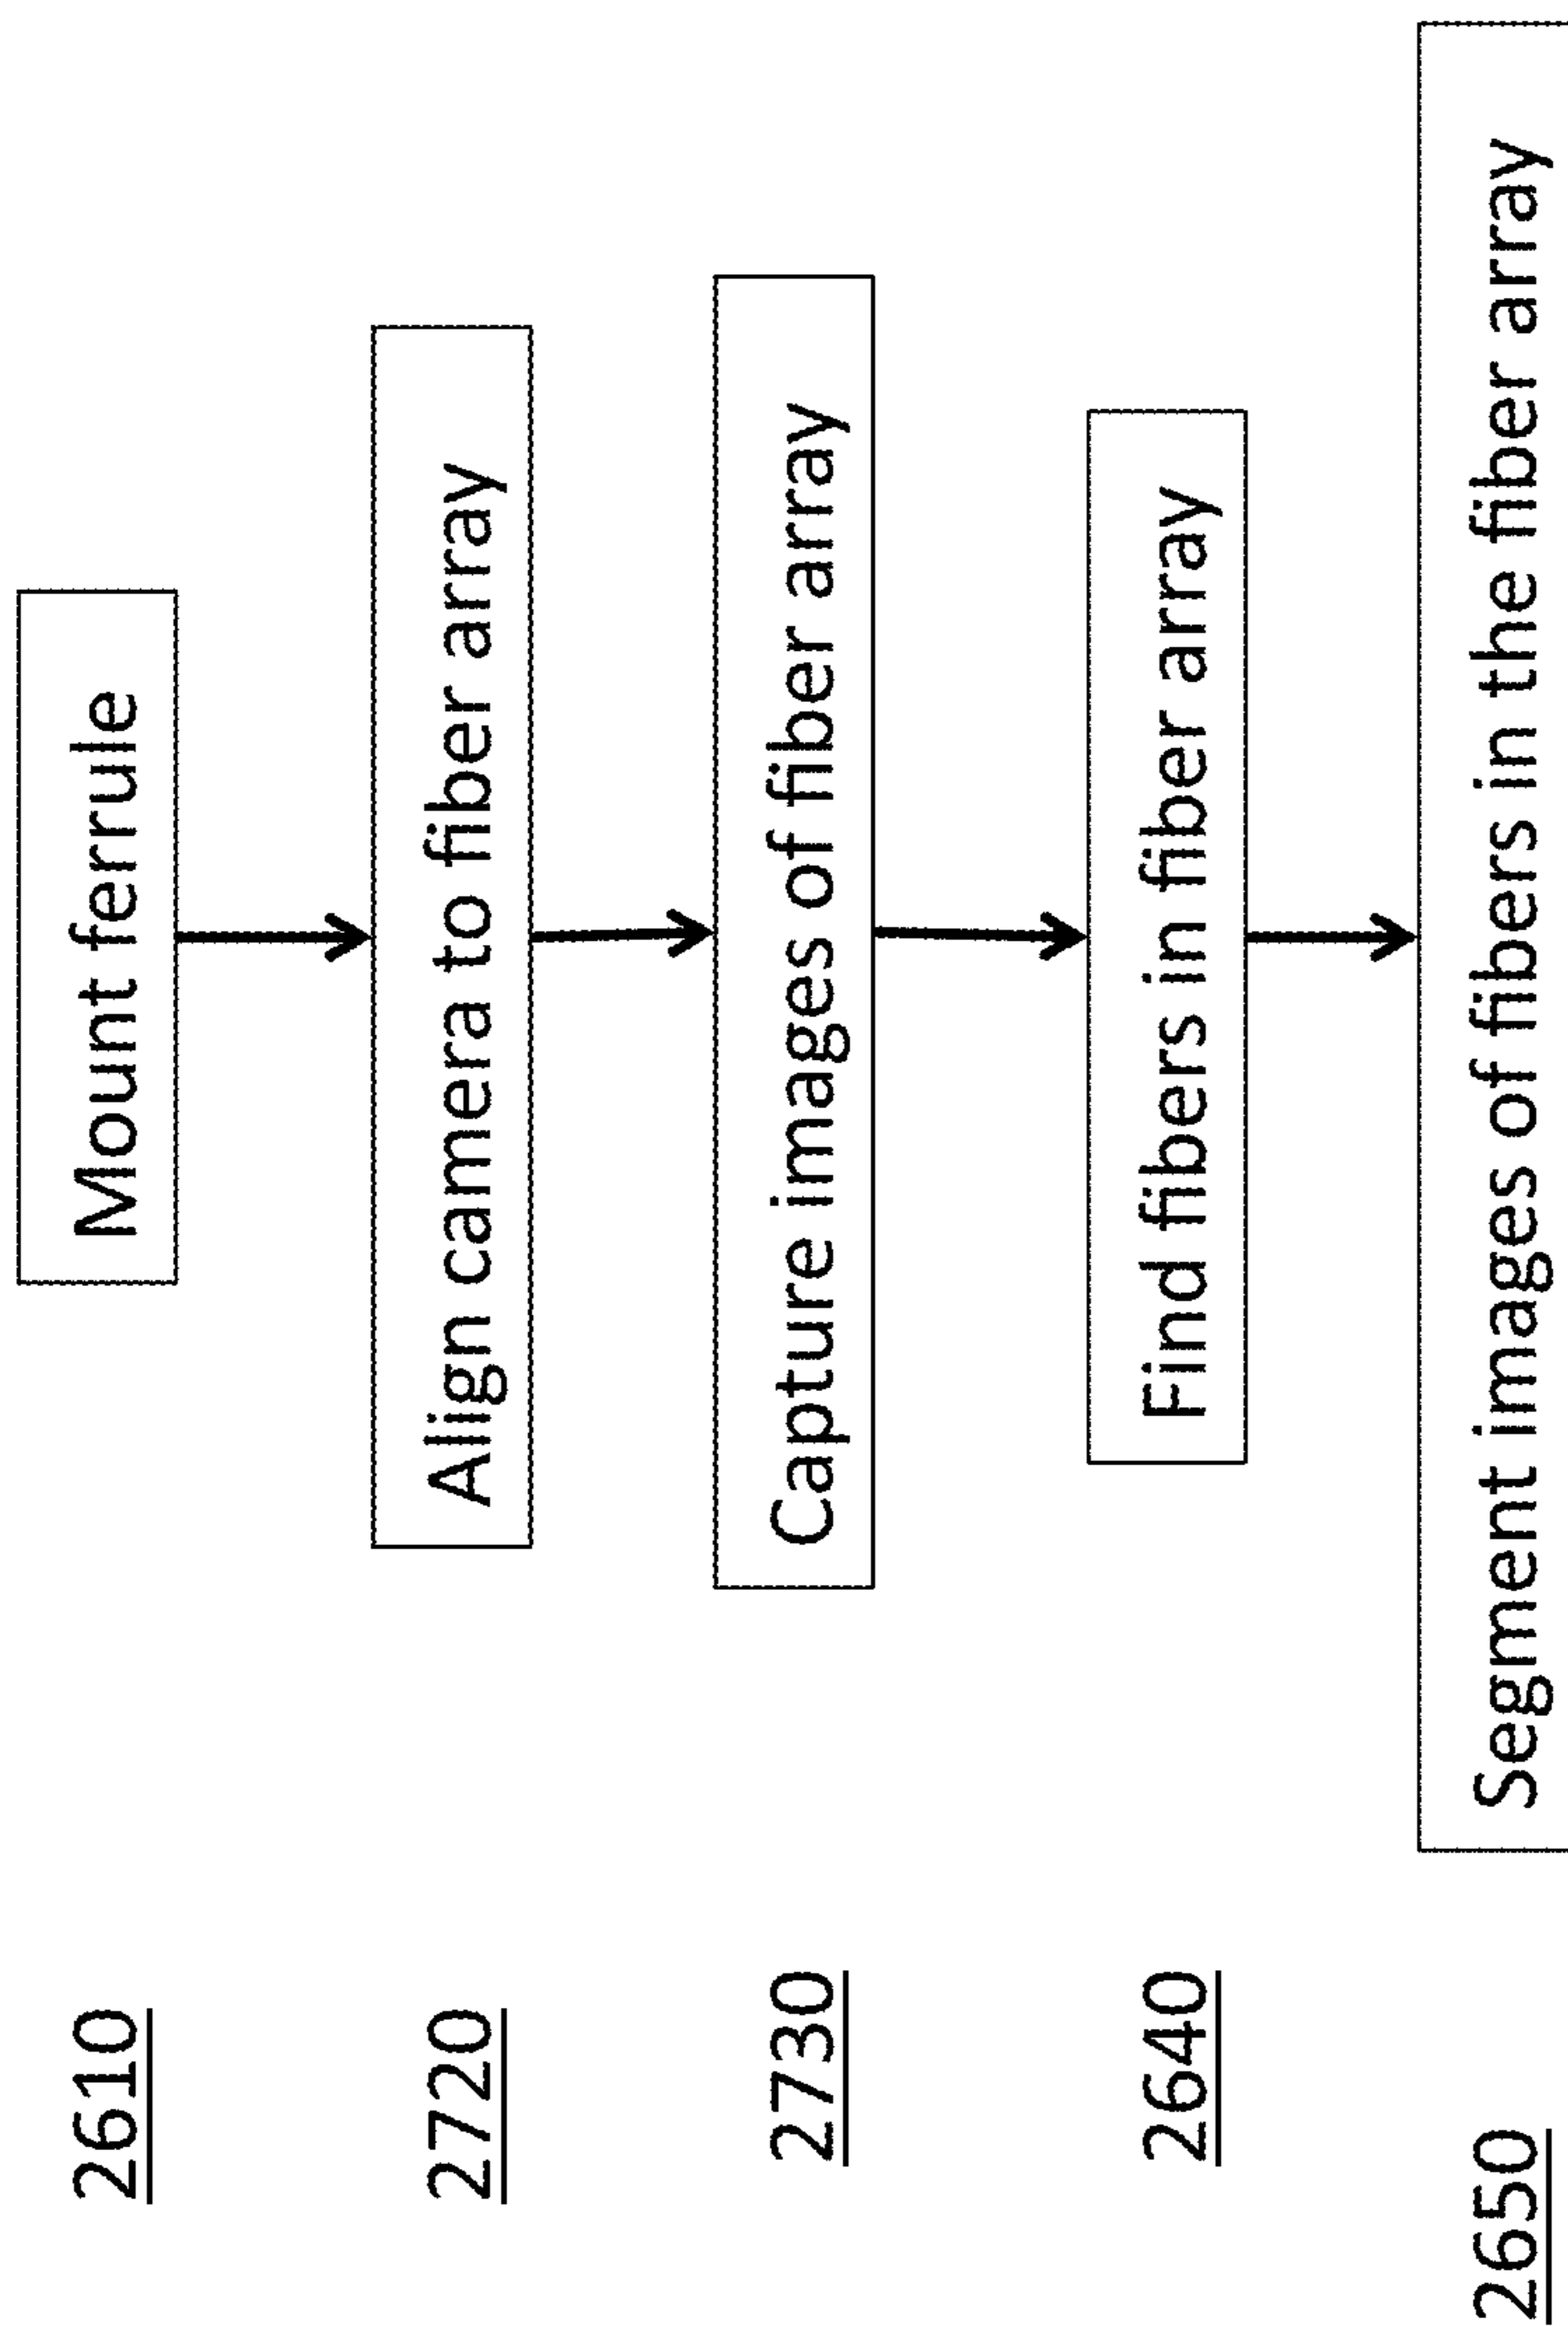 2610 Mount ferrule
2720 Align camera to fiber array
2730 Capture images of fiber array
2640 Find fibers in fiber array
2650 Segment images of fibers in the fiber array